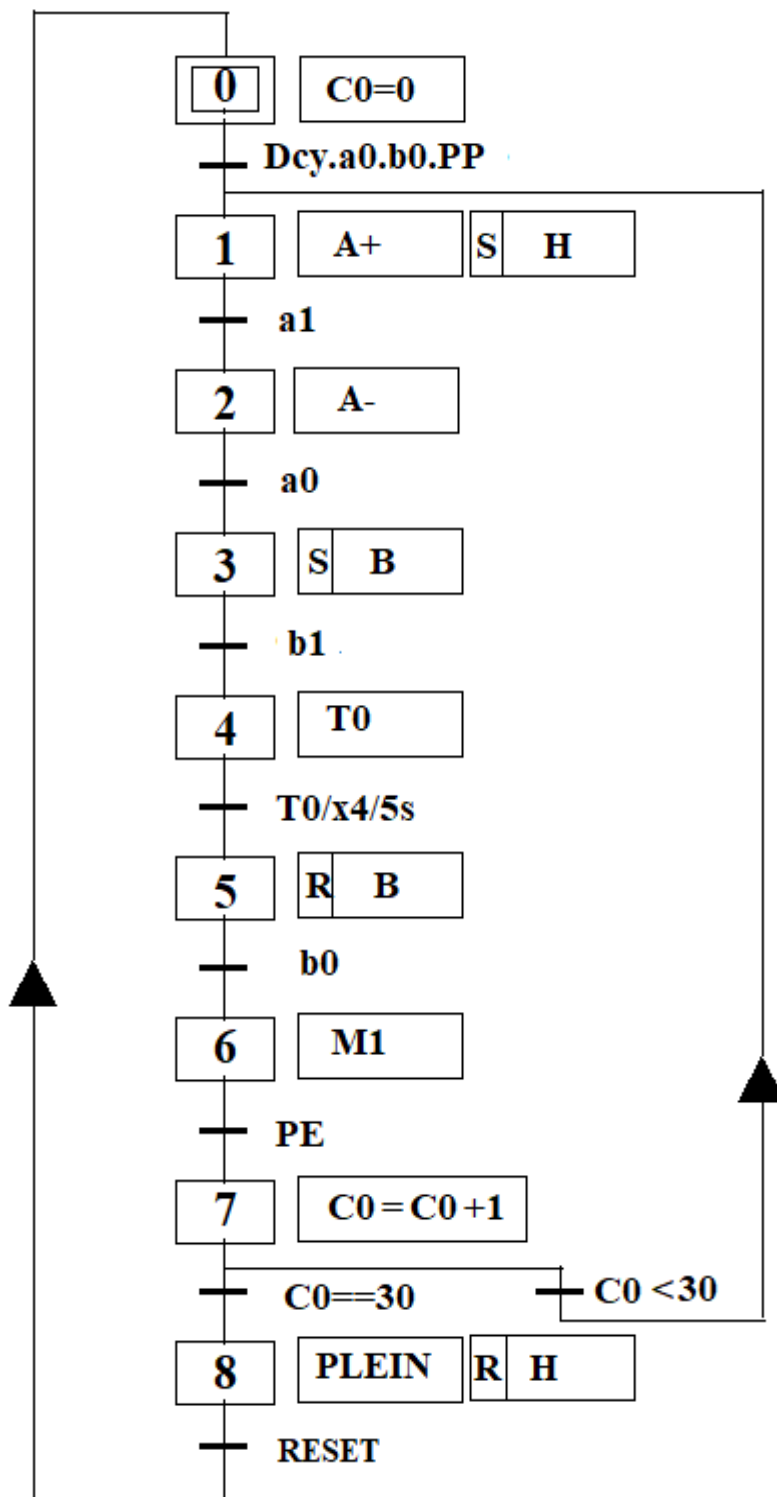 0 C0=0
Dcy.a0.b0.PP
1 A+ S H
a1
2 A-
a0
3 S B
b1
4 T0
T0/x4/5s
5 R B
b0
6 M1
PE
7 C0 = C0 +1
C0==30 C0 <30
8 PLEIN R H
RESET